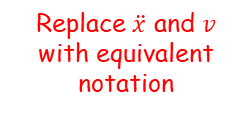 Replace 𝑥̈ and 𝑣
with equivalent
notation